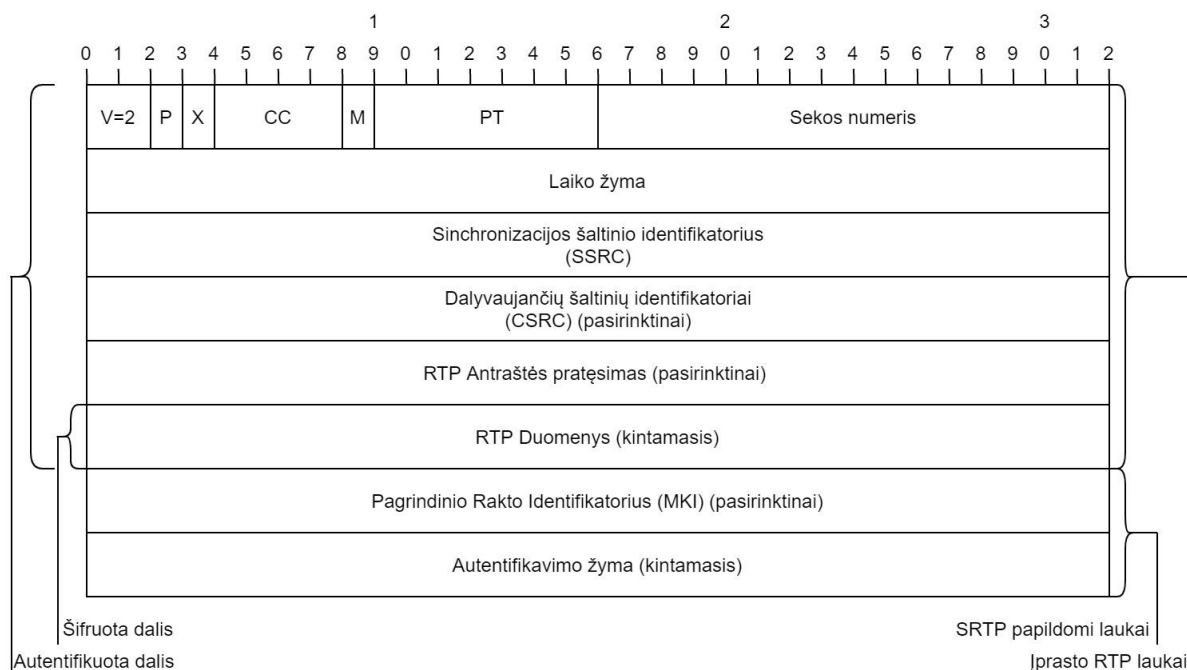 1 2 3
0 1 2 3 4 5 6 7 8 9 0 1 2 3 4 5 6 7 8 9 0 1 2 3 4 5 6 7 8 9 0 1 2
V=2 P X CC M PT Sekos numeris
Laiko žyma
Sinchronizacijos šaltinio identifikatorius
(SSRC)
Dalyvaujančių šaltinių identifikatoriai
(CSRC) (pasirinktinai)
RTP Antraštės pratęsimas (pasirinktinai)
RTP Duomenys (kintamasis)
Pagrindinio Rakto Identifikatorius (MKI) (pasirinktinai)
Autentifikavimo žyma (kintamasis)
Šifruota dalis SRTP papildomi laukai
Autentifikuota dalis Įprasto RTP laukai